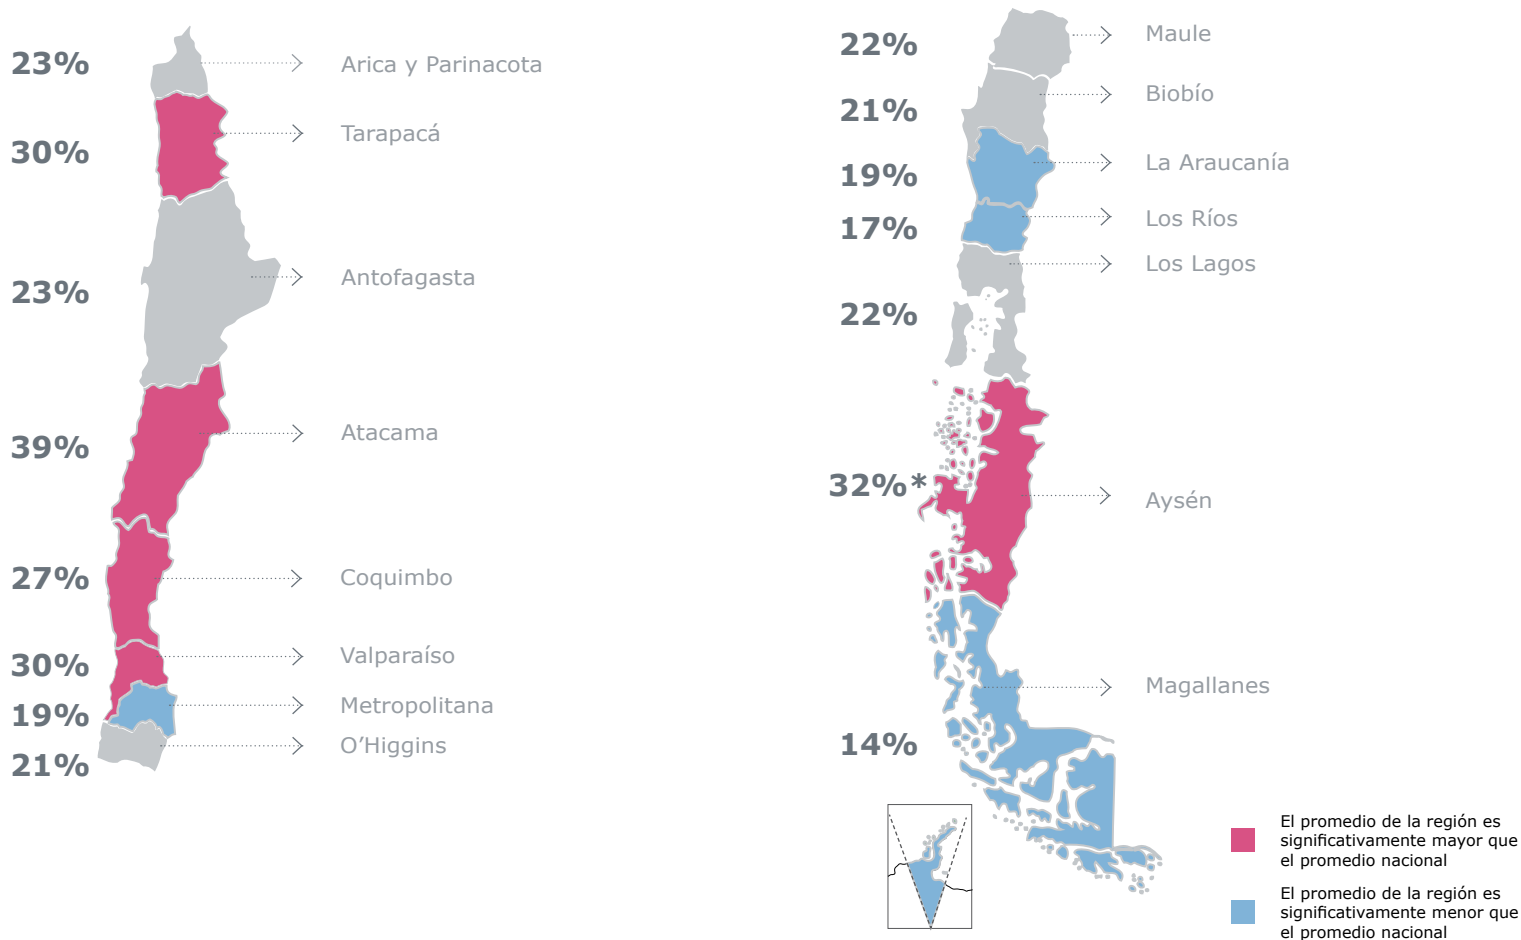 23%
Arica y Parinacota
30%
Tarapacá
23%
Antofagasta
39%
Atacama
27%
Coquimbo
30%
Valparaíso
19%
Metropolitana
21%
O’Higgins
22%
Maule
21%
Biobío
19%
La Araucanía
17%
Los Ríos
22%
Los Lagos
32%*
Aysén
14%
Magallanes
El promedio de la región es
significativamente mayor que
el promedio nacional
El promedio de la región es
significativamente menor que
el promedio nacional